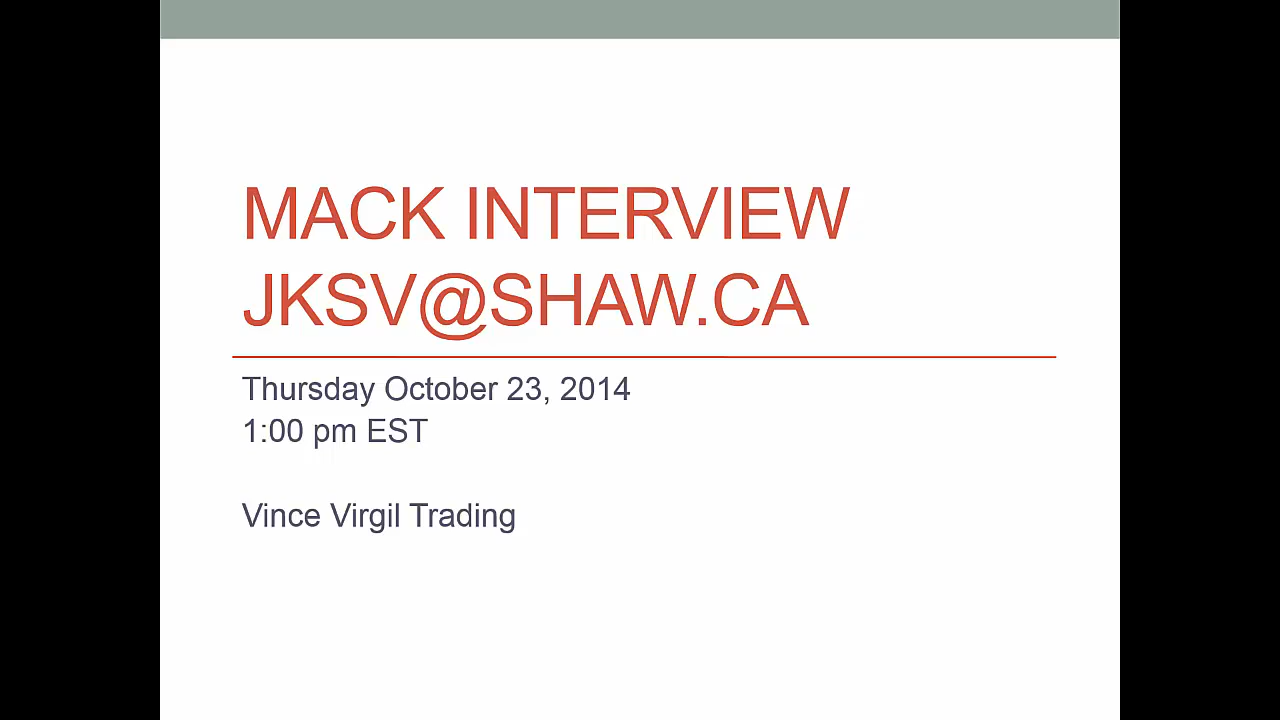 MACK INTERVIEW
JKSV@SHAW.CA
Thursday October 23, 2014
1:00 pm EST
Vince Virgil Trading